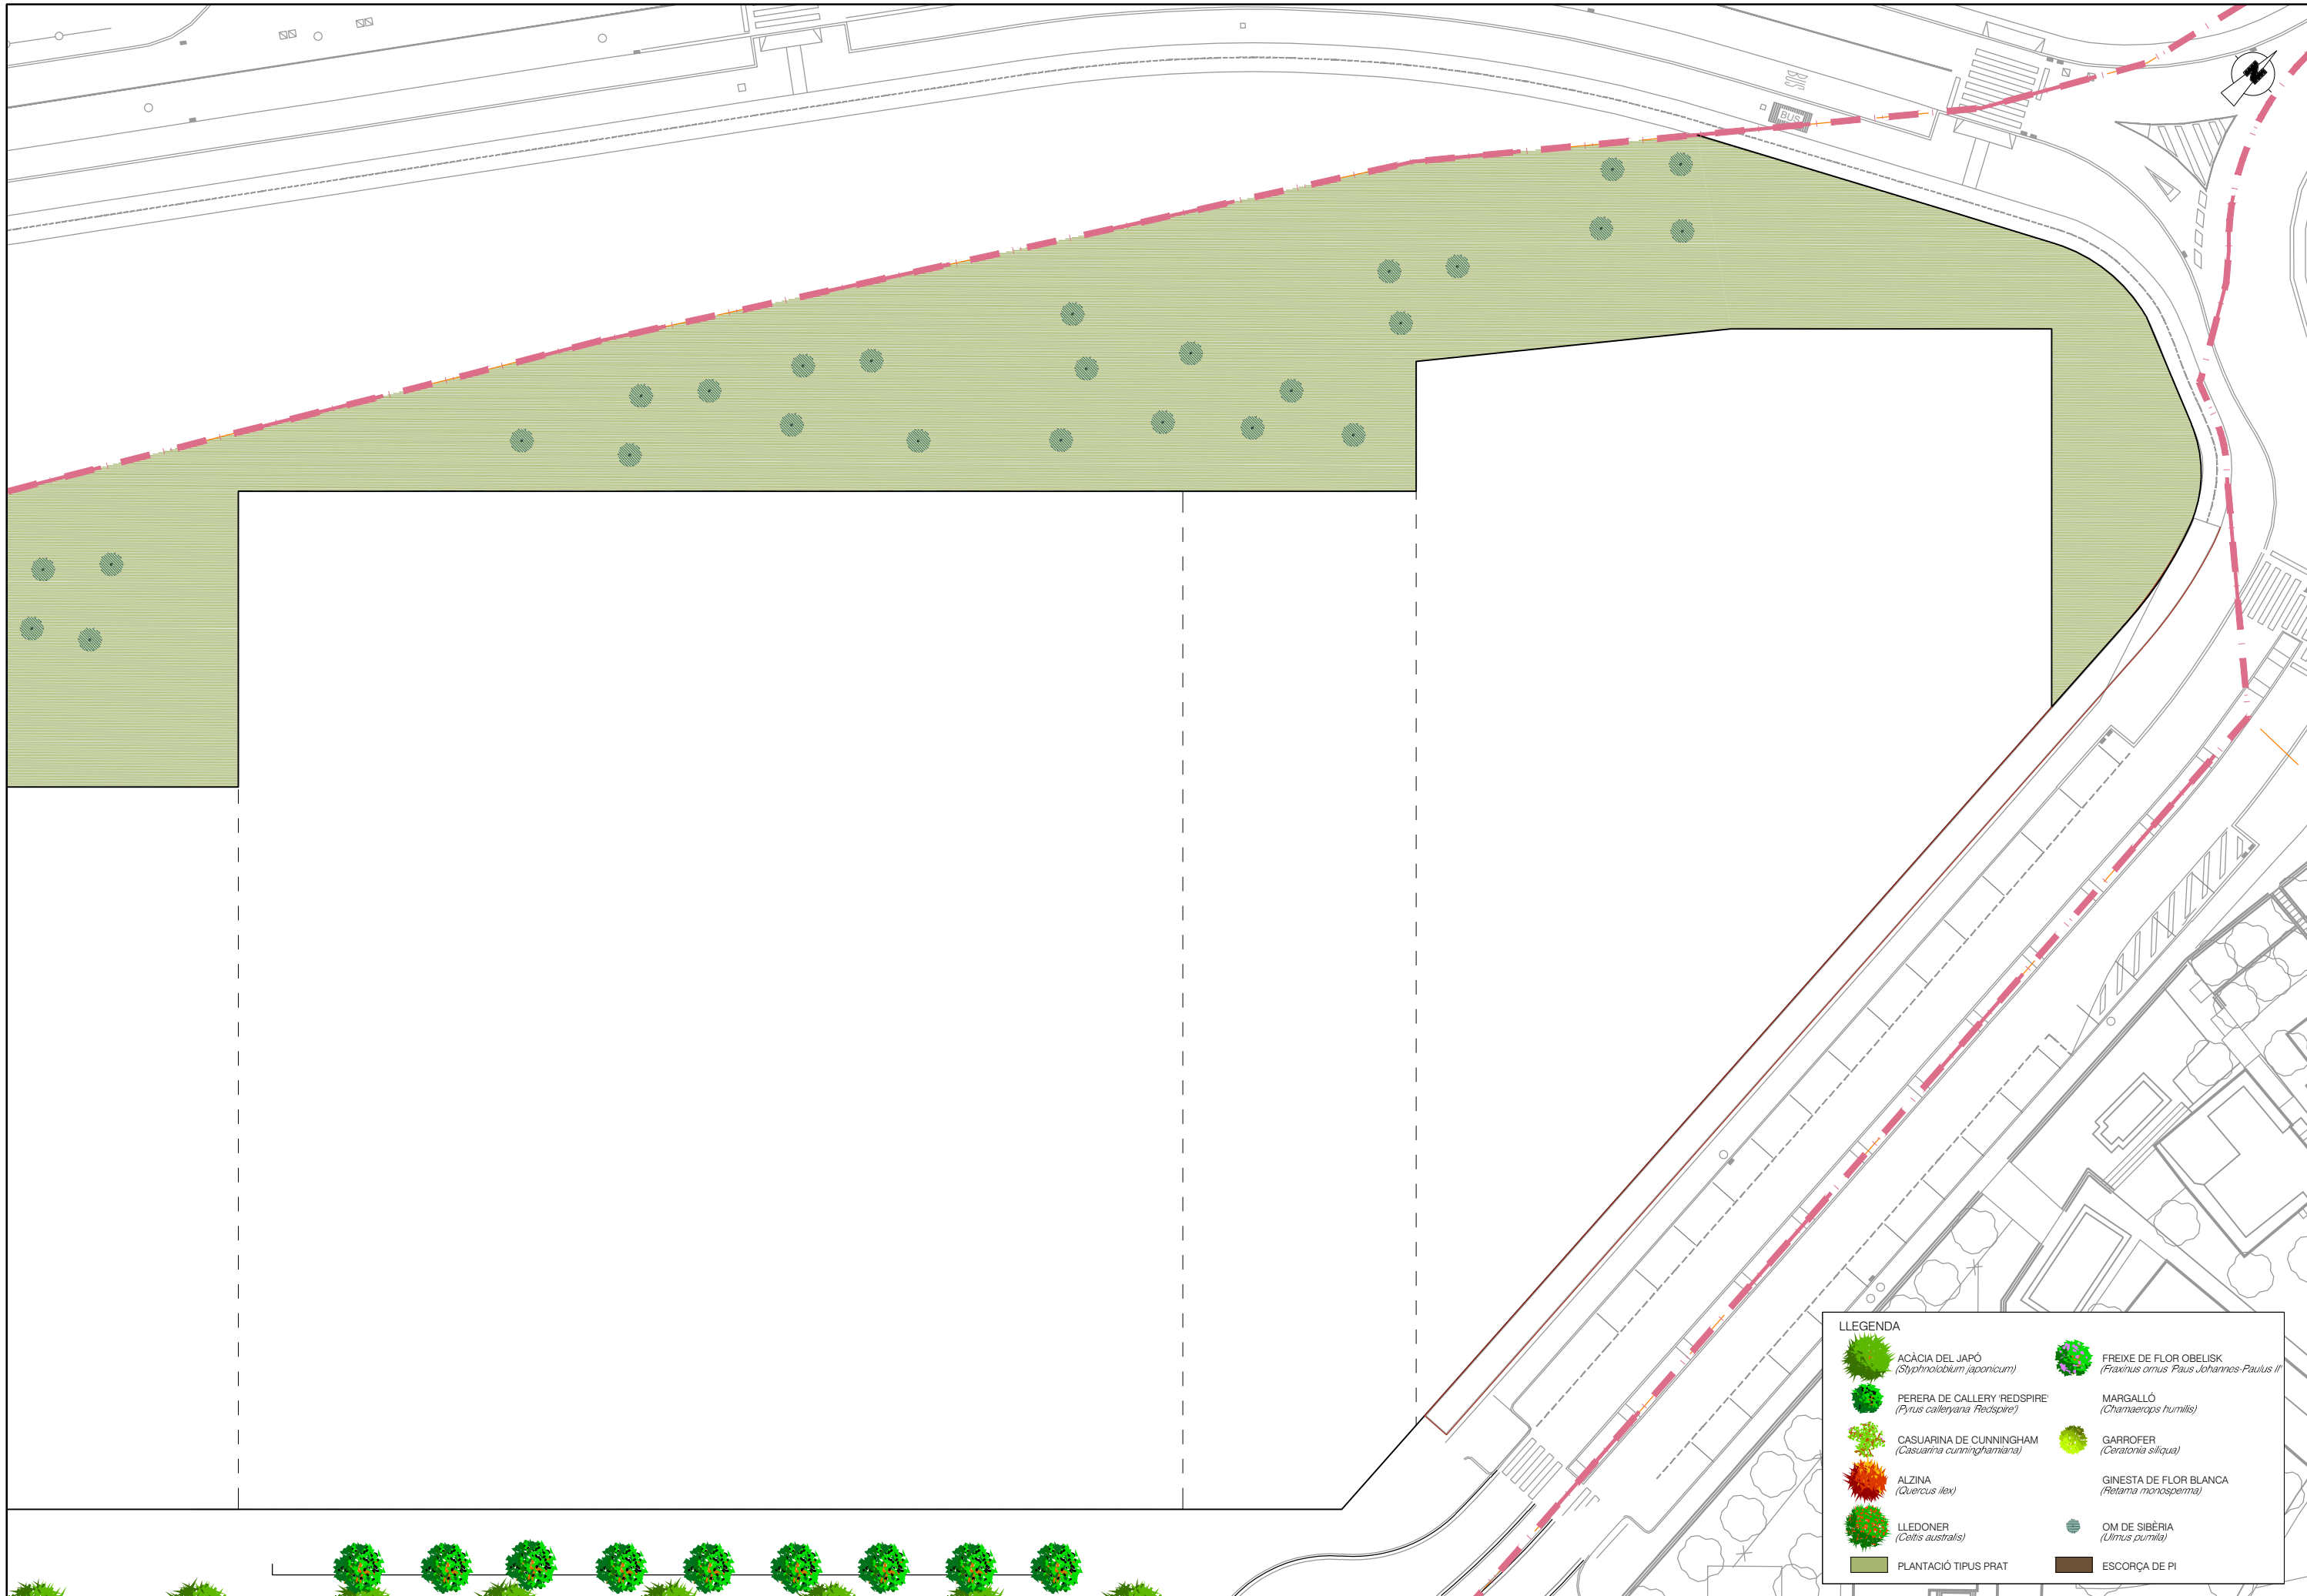 BUS
BUS
N
LLEGENDA
ACÀCIA DEL JAPÓ
(Styphnolobium japonicum)
PERERA DE CALLERY 'REDSPIRE'
(Pyrus calleryana 'Redspire')
CASUARINA DE CUNNINGHAM
(Casuarina cunninghamiana)
ALZINA
(Quercus ilex)
LLEDONER
(Celtis australis)
PLANTACIÓ TIPUS PRAT
FREIXE DE FLOR OBELISK
(Fraxinus ornus 'Paus Johannes-Paulus II'
MARGALLÓ
(Chamaerops humilis)
GARROFER
(Ceratonia siliqua)
GINESTA DE FLOR BLANCA
(Retama monosperma)
OM DE SIBÈRIA
(Ulmus pumila)
ESCORÇA DE PI